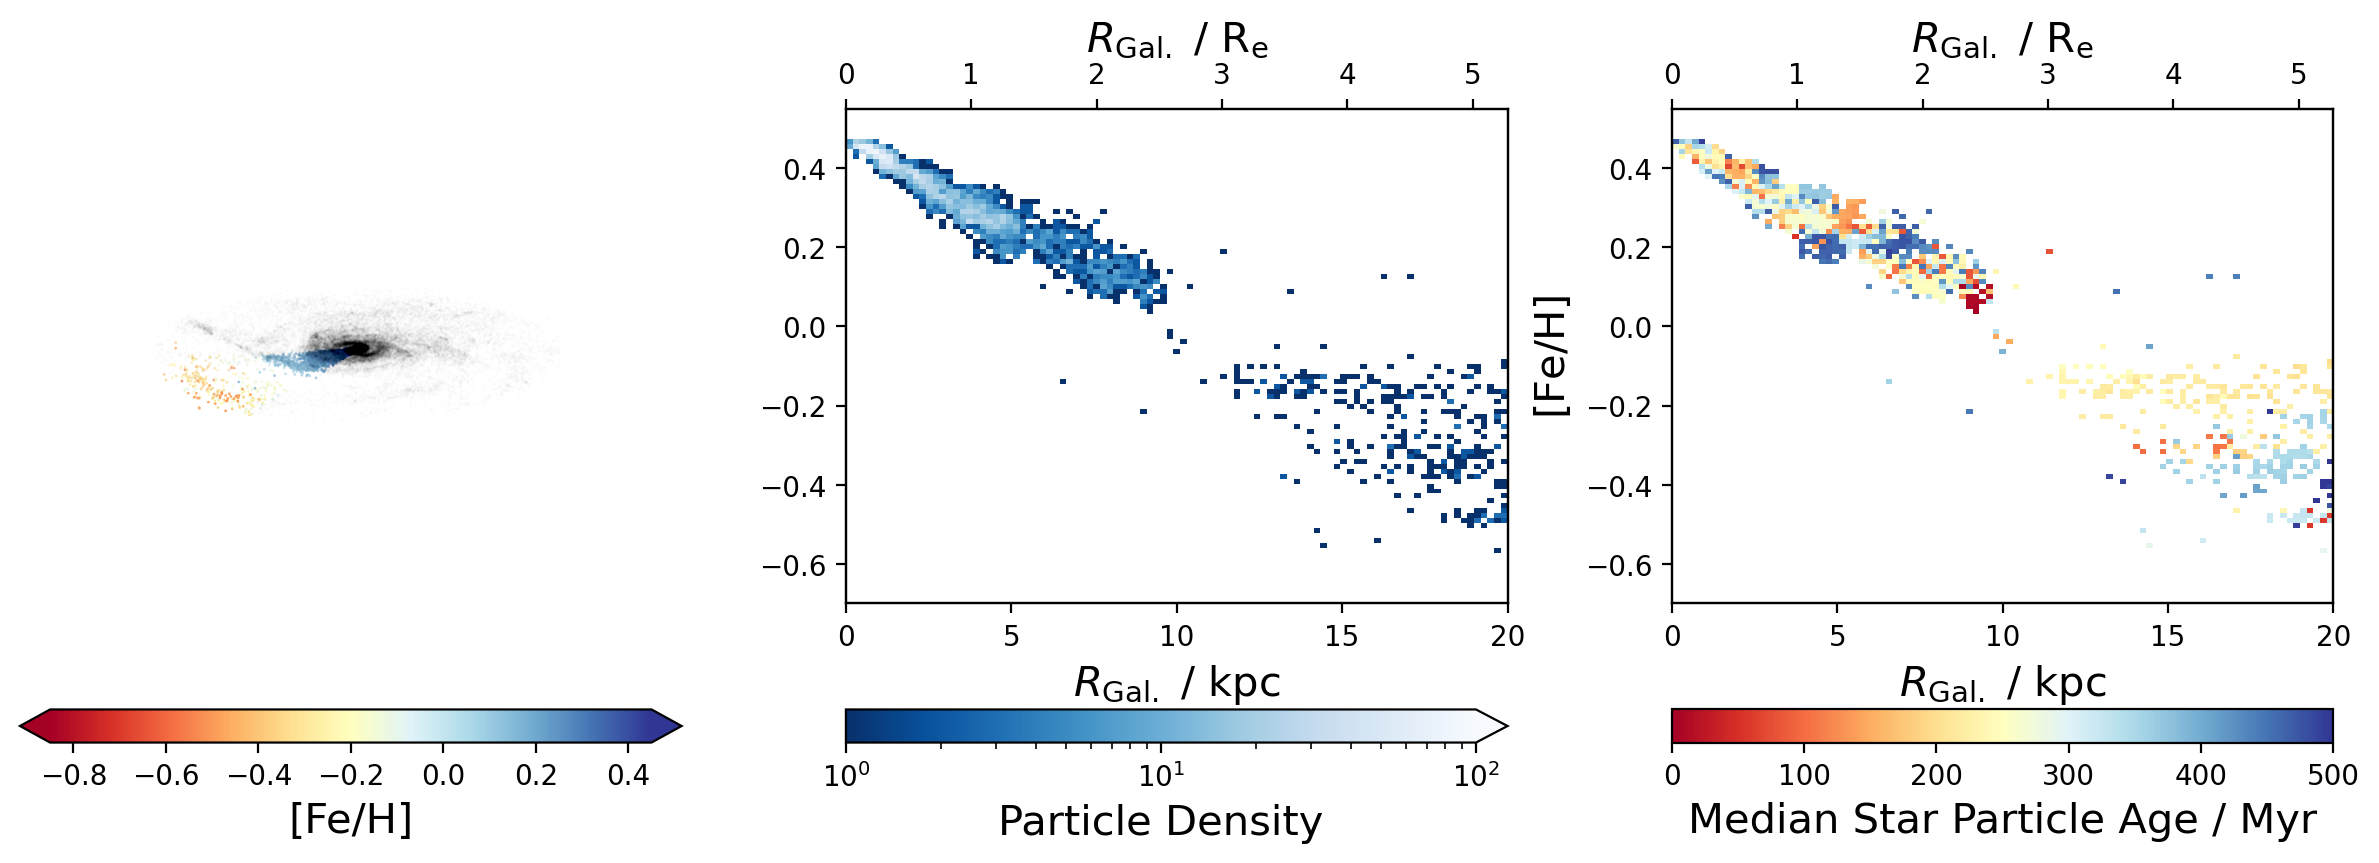 R_Gal. / R_e
0 1 2 3 4 5
0.4
0.2
0.0
−0.2
−0.4
−0.6
0 5 10 15 20
R_Gal. / kpc
R_Gal. / R_e
0 1 2 3 4 5
[Fe/H]
0.4
0.2
0.0
−0.2
−0.4
−0.6
0 5 10 15 20
R_Gal. / kpc
−0.8 −0.6 −0.4 −0.2 0.0 0.2 0.4
[Fe/H]
10^0 10^1 10^2
Particle Density
0 100 200 300 400 500
Median Star Particle Age / Myr